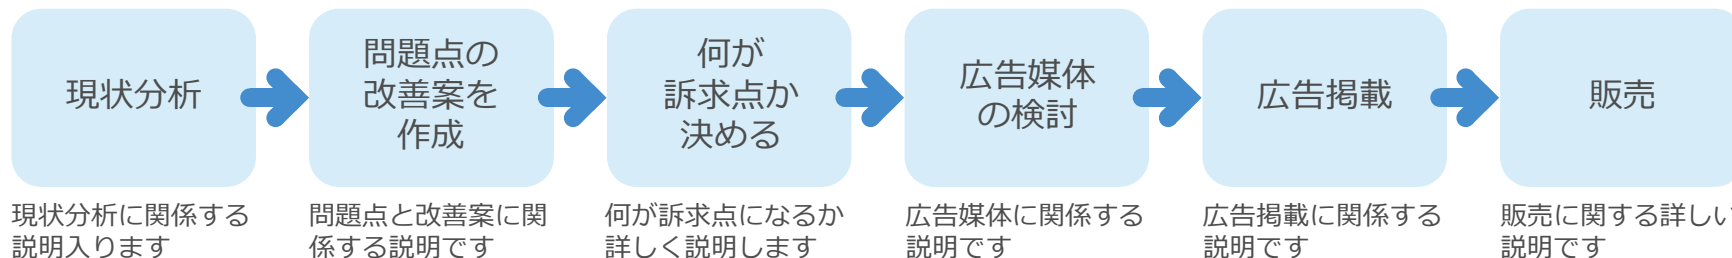 現状分析
問題点の
改善案を
作成
何が
訴求点か
決める
広告媒体
の検討
広告掲載
販売
現状分析に関係する
説明入ります
問題点と改善案に関
係する説明です
何が訴求点になるか
詳しく説明します
広告媒体に関係する
説明です
広告掲載に関係する
説明です
販売に関する詳しい
説明です